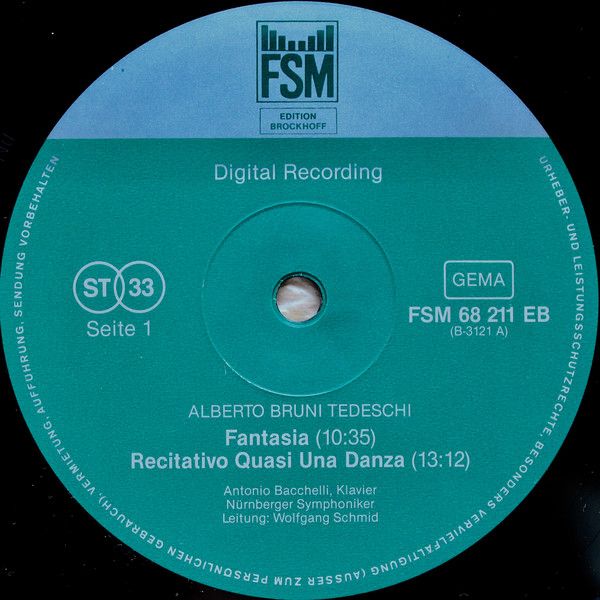 FSM
EDITION
BROCKHOFF
Digital Recording
ST 33
Seite 1
GEMA
FSM 68 211 EB
(B-3121 A)
ALBERTO BRUNI TEDESCHI
Fantasia (10:35)
Recitativo Quasi Una Danza (13:12)
Antonio Bacchelli, Klavier
Nürnberger Symphoniker
Leitung: Wolfgang Schmid
URHEBER- UND LEISTUNGSSCHUTZRECHTE, BESONDERS VERVIELFÄLTIGUNG (AUSSER ZUM PERSÖNLICHEN GEBRAUCH), VERMIETUNG, AUFFÜHRUNG, SENDUNG VORBEHALTEN